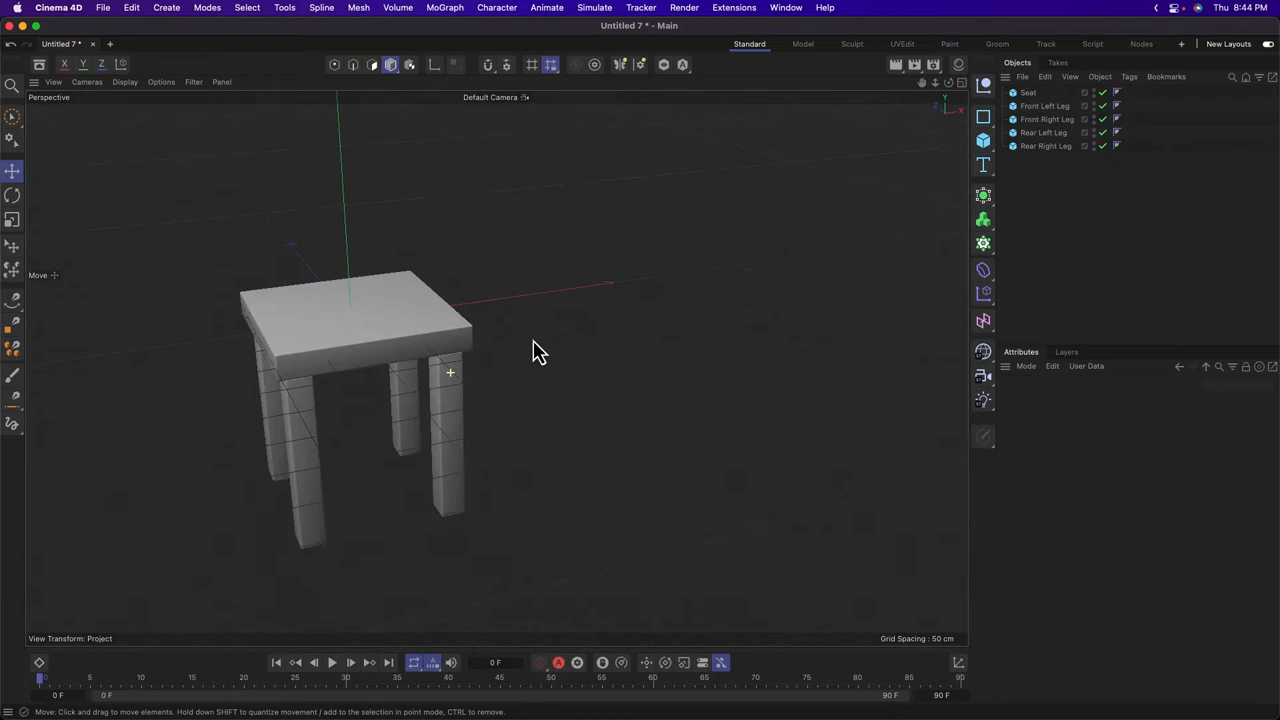 Cinema 4D File Edit Create Modes Select Tools Spline Mesh Volume MoGraph Character Animate Simulate Tracker Render Extensions Window Help Thu 8:44 PM
Untitled 7 * - Main
Untitled 7 * Standard Model Sculpt UVEdit Paint Groom Track Script Nodes New Layouts
X Y Z
Objects Takes
View Cameras Display Options Filter Panel
File Edit View Object Tags Bookmarks
Perspective
Default Camera
Y
Z X
Seat
Front Left Leg
Front Right Leg
Rear Left Leg
Rear Right Leg
Move
Attributes Layers
Mode Edit User Data
View Transform: Project
Grid Spacing : 50 cm
0 F
0 5 10 15 20 25 30 35 40 45 50 55 60 65 70 75 80 85 90
0 F 0 F 90 F 90 F
Move: Click and drag to move elements. Hold down SHIFT to quantize movement / add to the selection in point mode, CTRL to remove.